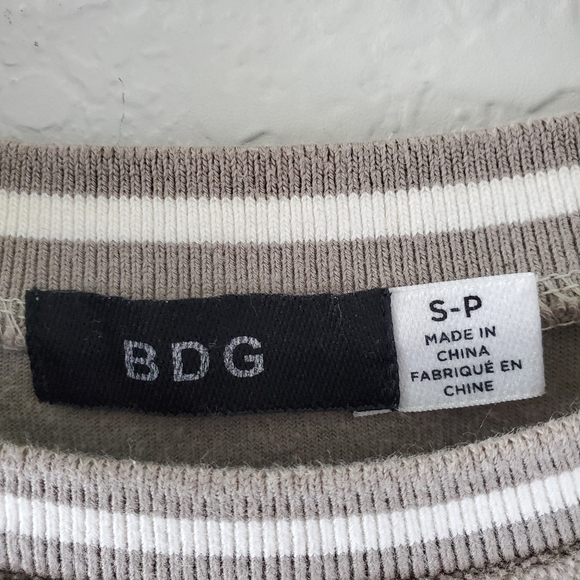 BDG
S-P
MADE IN
CHINA
FABRIQUÉ EN
CHINE